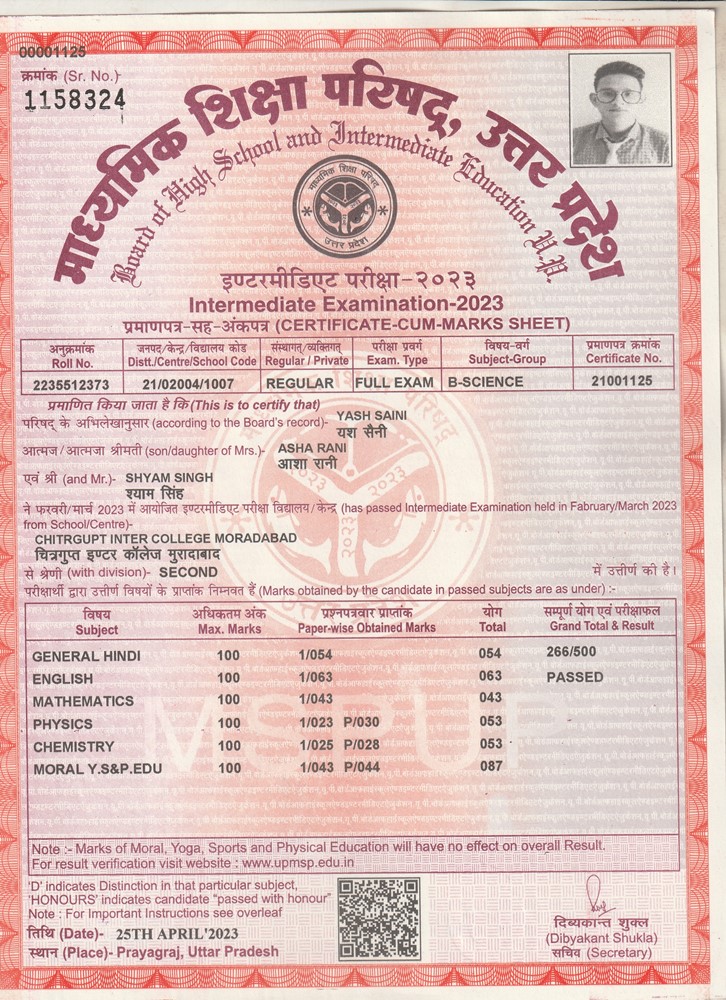 00001125
क्रमांक (Sr. No.)-
1158324
माध्यमिक शिक्षा परिषद्, उत्तर प्रदेश
Board of High School and Intermediate Education U.P.
माध्यमिक शिक्षा परिषद
उत्तर प्रदेश
इण्टरमीडिएट परीक्षा-२०२३
Intermediate Examination-2023
प्रमाणपत्र-सह-अंकपत्र (CERTIFICATE-CUM-MARKS SHEET)
अनुक्रमांक जनपद/केन्द्र/विद्यालय कोड संस्थागत/व्यक्तिगत परीक्षा प्रवर्ग विषय-वर्ग प्रमाणपत्र क्रमांक
Roll No. Distt./Centre/School Code Regular / Private Exam. Type Subject-Group Certificate No.
2235512373 21/02004/1007 REGULAR FULL EXAM B-SCIENCE 21001125
प्रमाणित किया जाता है कि (This is to certify that)
परिषद् के अभिलेखानुसार (according to the Board's record)- YASH SAINI
यश सैनी
आत्मज/आत्मजा श्रीमती (son/daughter of Mrs.)- ASHA RANI
आशा रानी
एवं श्री (and Mr.)- SHYAM SINGH
श्याम सिंह
ने फरवरी/मार्च 2023 में आयोजित इण्टरमीडिएट परीक्षा विद्यालय/केन्द्र (has passed Intermediate Examination held in Fabruary/March 2023
from School/Centre)-
CHITRGUPT INTER COLLEGE MORADABAD
चित्रगुप्त इण्टर कॉलेज मुरादाबाद
से श्रेणी (with division)- SECOND में उत्तीर्ण की है।
परीक्षार्थी द्वारा उत्तीर्ण विषयों के प्राप्तांक निम्नवत हैं (Marks obtained by the candidate in passed subjects are as under) :-
विषय अधिकतम अंक प्रश्नपत्रवार प्राप्तांक योग सम्पूर्ण योग एवं परीक्षाफल
Subject Max. Marks Paper-wise Obtained Marks Total Grand Total & Result
GENERAL HINDI 100 1/054 054 266/500
ENGLISH 100 1/063 063 PASSED
MATHEMATICS 100 1/043 043
PHYSICS 100 1/023 P/030 053
CHEMISTRY 100 1/025 P/028 053
MORAL Y.S&P.EDU 100 1/043 P/044 087
MSPUP
Note :- Marks of Moral, Yoga, Sports and Physical Education will have no effect on overall Result.
For result verification visit website : www.upmsp.edu.in
'D' indicates Distinction in that particular subject,
'HONOURS' indicates candidate "passed with honour"
Note : For Important Instructions see overleaf
तिथि (Date)- 25TH APRIL'2023
स्थान (Place)- Prayagraj, Uttar Pradesh
दिव्यकान्त शुक्ल
(Dibyakant Shukla)
सचिव (Secretary)